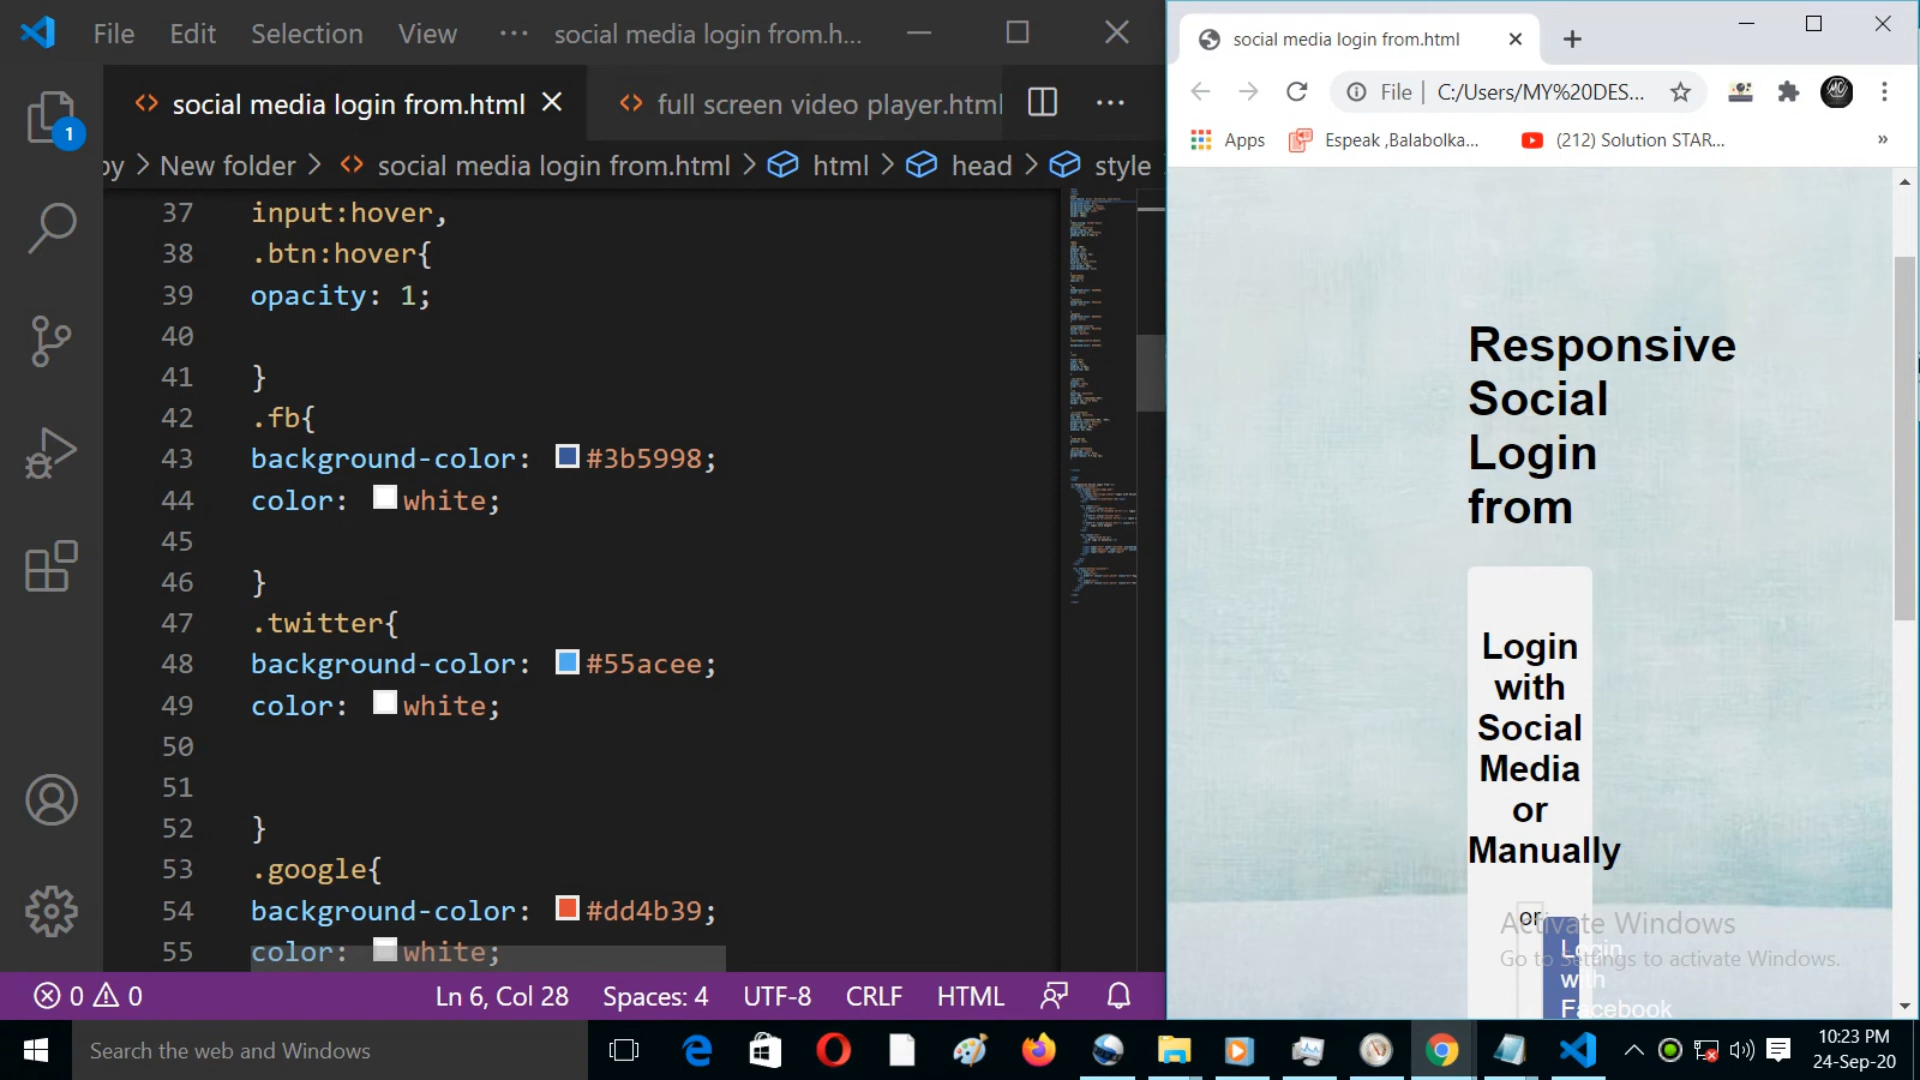 File Edit Selection View ··· social media login from.h...
social media login from.html full screen video player.html ···
py > New folder > social media login from.html > html > head > style
1
37 input:hover,
38 .btn:hover{
39 opacity: 1;
40
41 }
42 .fb{
43 background-color: #3b5998;
44 color: white;
45
46 }
47 .twitter{
48 background-color: #55acee;
49 color: white;
50
51
52 }
53 .google{
54 background-color: #dd4b39;
55 color: white;
0 0 Ln 6, Col 28 Spaces: 4 UTF-8 CRLF HTML
social media login from.html
File C:/Users/MY%20DES...
Apps Espeak ,Balabolka... (212) Solution STAR... »
Responsive
Social
Login
from
Login
with
Social
Media
or
Manually
or
Login
with
Facebook
Activate Windows
Go to Settings to activate Windows.
Search the web and Windows
10:23 PM
24-Sep-20